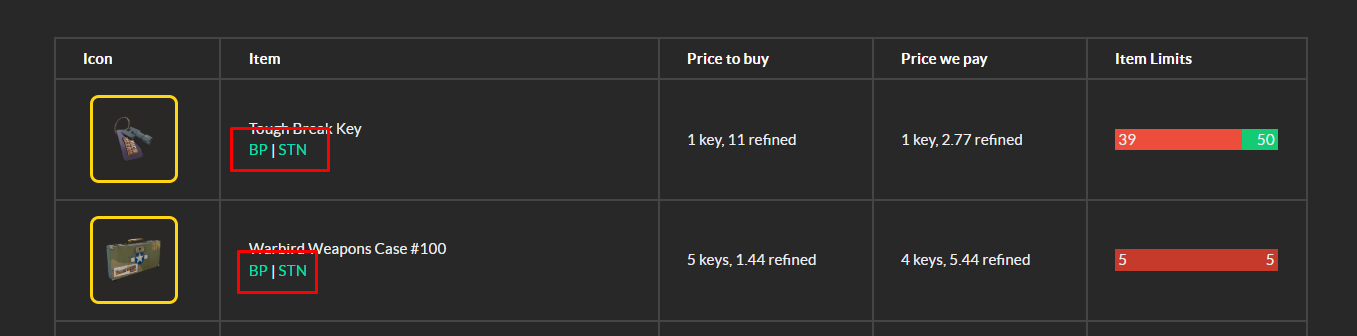 Icon Item Price to buy Price we pay Item Limits
Tough Break Key
BP | STN
1 key, 11 refined 1 key, 2.77 refined 39 50
Warbird Weapons Case #100
BP | STN
5 keys, 1.44 refined 4 keys, 5.44 refined 5 5